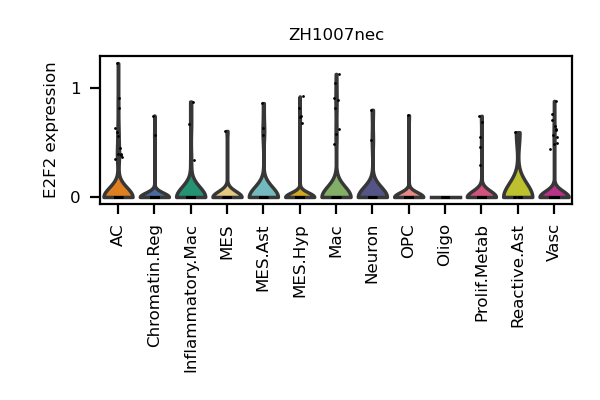 ZH1007nec
E2F2 expression
1
0
AC
Chromatin.Reg
Inflammatory.Mac
MES
MES.Ast
MES.Hyp
Mac
Neuron
OPC
Oligo
Prolif.Metab
Reactive.Ast
Vasc